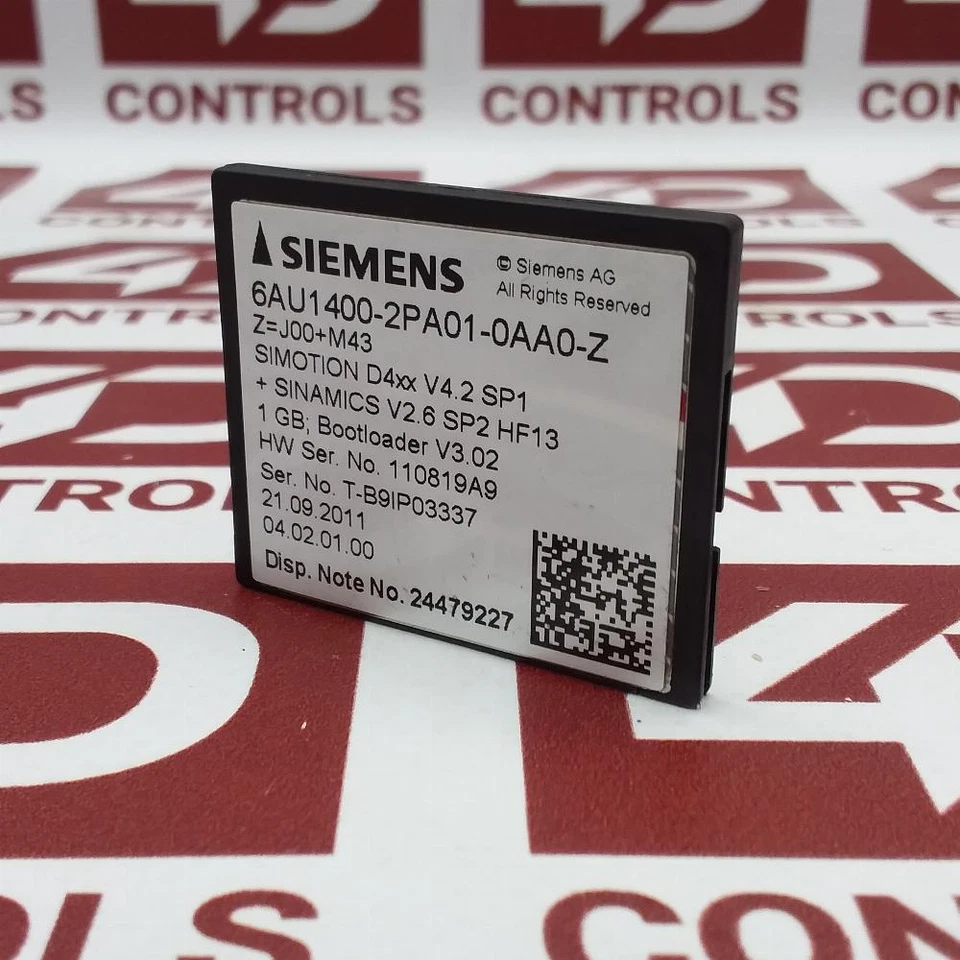 CONTROLS
CONTROLS
CONTROLS
SIEMENS
© Siemens AG
All Rights Reserved
6AU1400-2PA01-0AA0-Z
Z=J00+M43
SIMOTION D4xx V4.2 SP1
+ SINAMICS V2.6 SP2 HF13
1 GB; Bootloader V3.02
HW Ser. No. 110819A9
Ser. No. T-B9IP03337
21.09.2011
04.02.01.00
Disp. Note No. 24479227